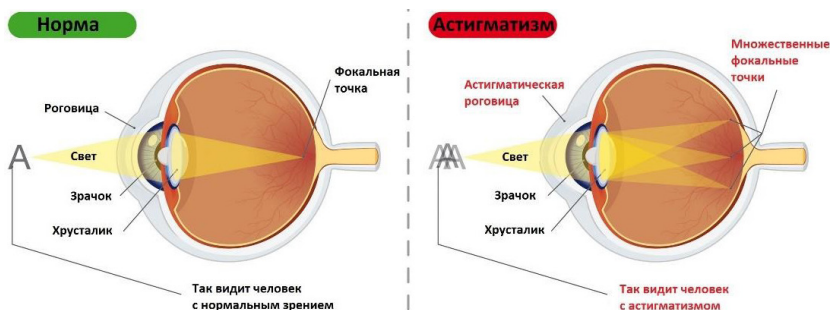 Норма
Роговица
Фокальная
точка
A
Свет
Зрачок
Хрусталик
Так видит человек
с нормальным зрением
Астигматизм
Астигматическая
роговица
Множественные
фокальные
точки
A
Свет
Зрачок
Хрусталик
Так видит человек
с астигматизмом